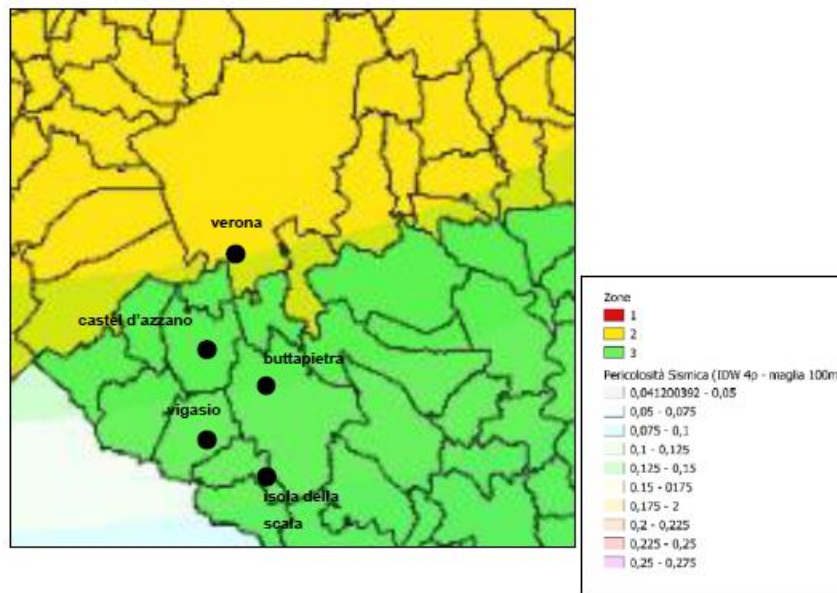 verona
castel d'azzano
buttapietra
vigasio
isola della
scala
Zone
1
2
3
Pericolosità Sismica (IDW 4p - maglia 100m
0,041200392 - 0,05
0,05 - 0,075
0,075 - 0,1
0,1 - 0,125
0,125 - 0,15
0.15 - 0175
0,175 - 2
0,2 - 0,225
0,225 - 0,25
0,25 - 0,275